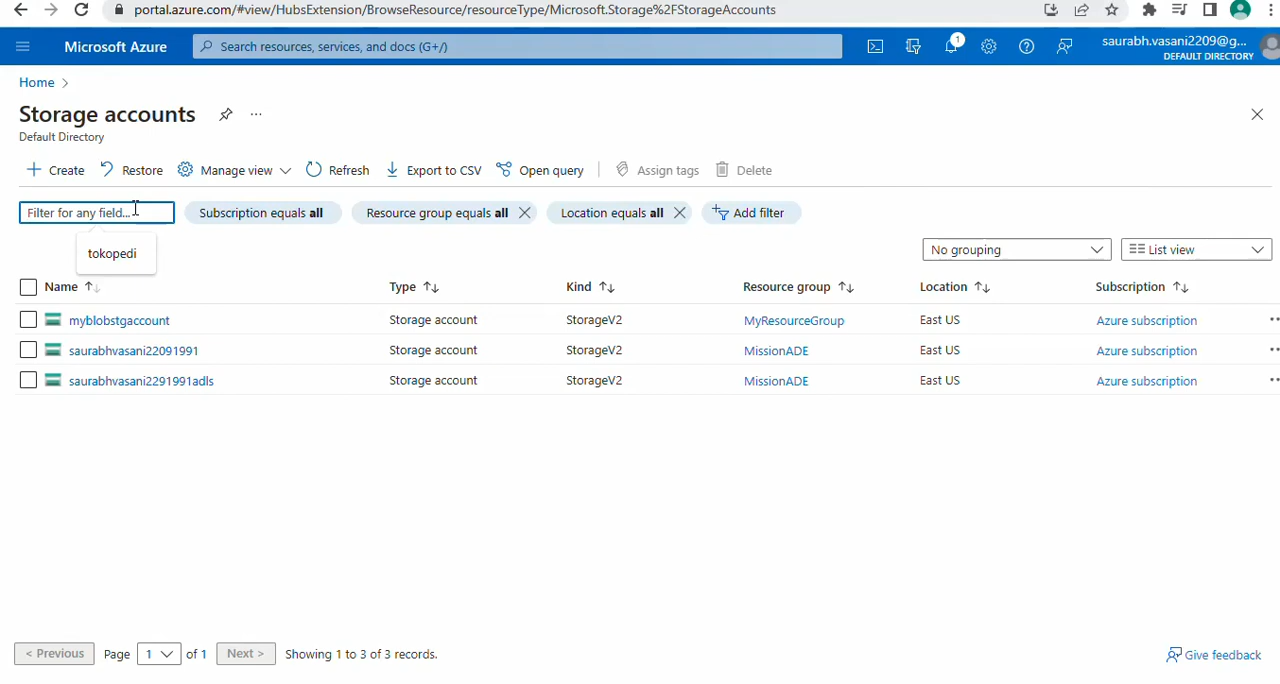 portal.azure.com/#view/HubsExtension/BrowseResource/resourceType/Microsoft.Storage%2FStorageAccounts
Microsoft Azure
Search resources, services, and docs (G+/)
1
saurabh.vasani2209@g...
DEFAULT DIRECTORY
Home >
Storage accounts
...
Default Directory
Create Restore Manage view Refresh Export to CSV Open query Assign tags Delete
Filter for any field... Subscription equals all Resource group equals all Location equals all Add filter
tokopedi
No grouping List view
Name Type Kind Resource group Location Subscription
myblobstgaccount Storage account StorageV2 MyResourceGroup East US Azure subscription
saurabhvasani22091991 Storage account StorageV2 MissionADE East US Azure subscription
saurabhvasani2291991adls Storage account StorageV2 MissionADE East US Azure subscription
< Previous Page 1 of 1 Next > Showing 1 to 3 of 3 records. Give feedback